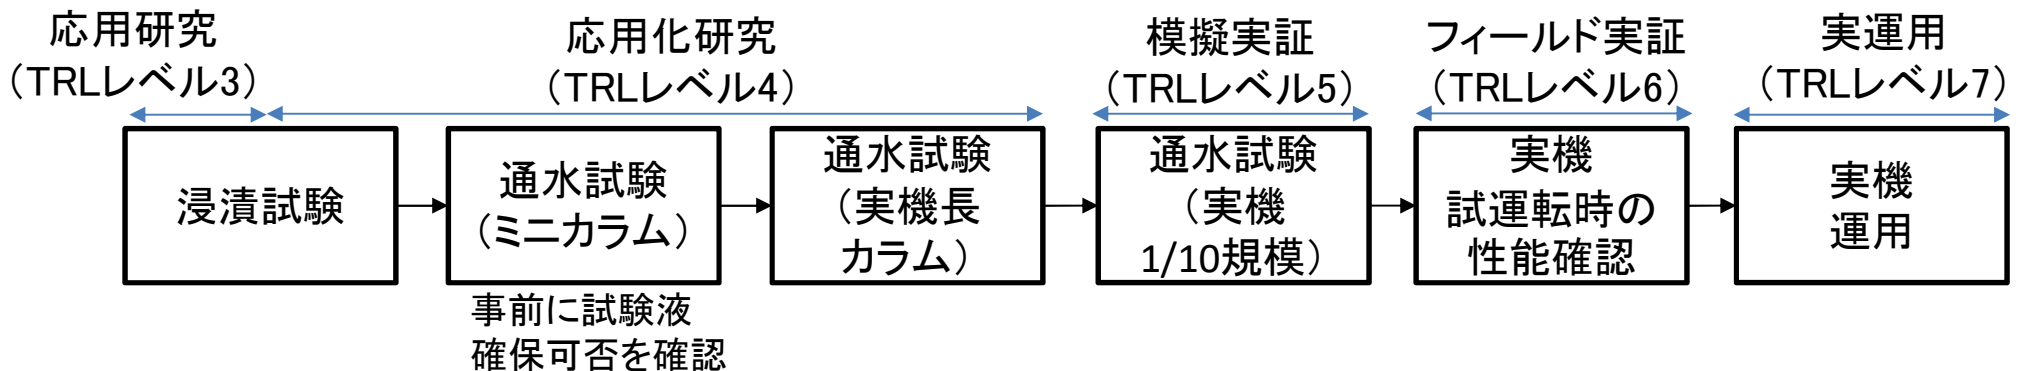 応用研究
（TRLレベル3）
応用化研究
（TRLレベル4）
模擬実証
（TRLレベル5）
フィールド実証
（TRLレベル6）
実運用
（TRLレベル7）
浸漬試験
通水試験
（ミニカラム）
通水試験
（実機長
カラム）
通水試験
（実機
1/10規模）
実機
試運転時の
性能確認
実機
運用
事前に試験液
確保可否を確認